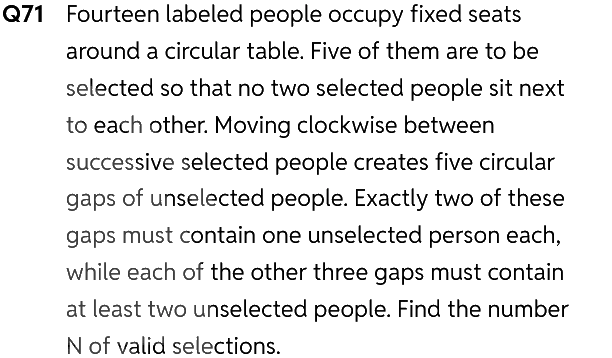 Q71 Fourteen labeled people occupy fixed seats
around a circular table. Five of them are to be
selected so that no two selected people sit next
to each other. Moving clockwise between
successive selected people creates five circular
gaps of unselected people. Exactly two of these
gaps must contain one unselected person each,
while each of the other three gaps must contain
at least two unselected people. Find the number
N of valid selections.